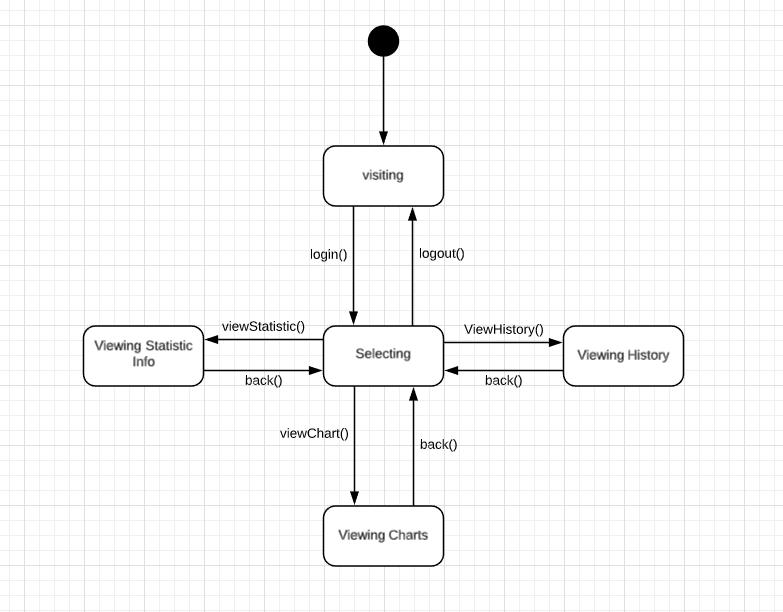 visiting
login()
logout()
viewStatistic()
ViewHistory()
Viewing Statistic
Info
Selecting
Viewing History
back()
back()
viewChart()
back()
Viewing Charts